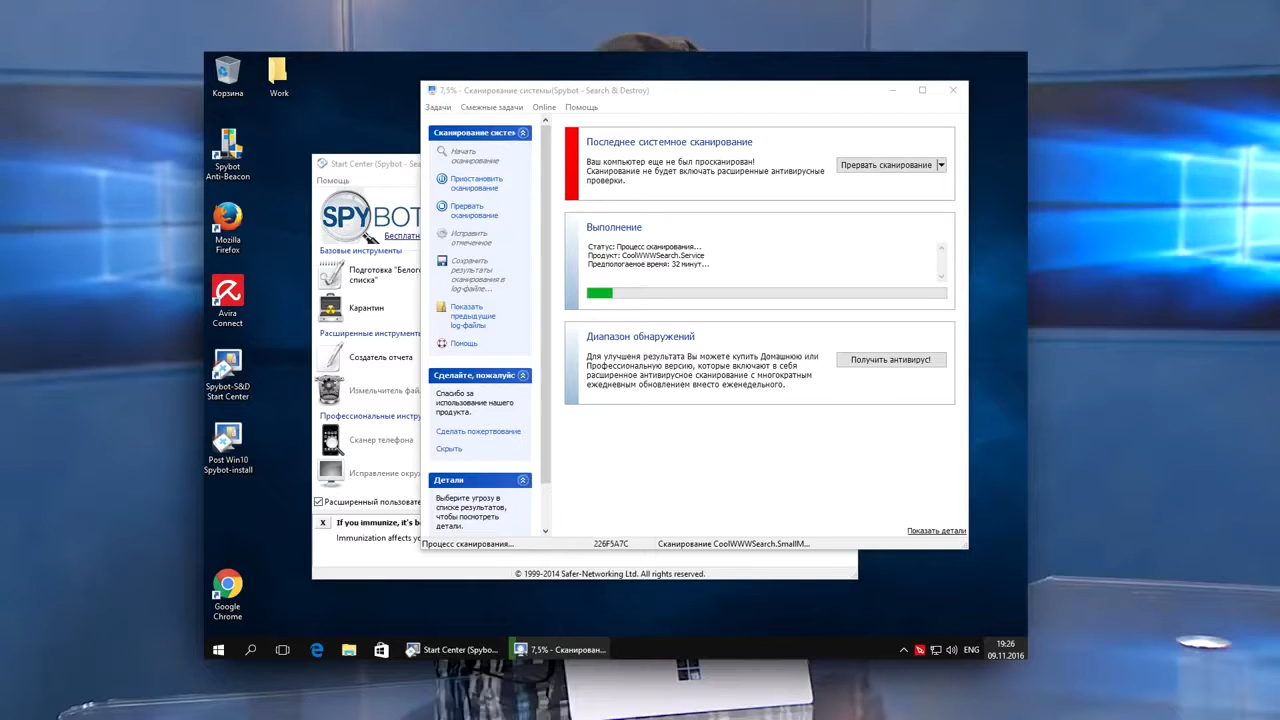 Корзина
Work
Spybot
Anti-Beacon
Mozilla
Firefox
Avira
Connect
Spybot-S&D
Start Center
Post Win10
Spybot-install
Google
Chrome
Start Center (Spybot - Sea
Помощь
SPYBOT
Бесплатн
Базовые инструменты
Подготовка "Белог
списка"
Карантин
Расширенные инструменты
Создатель отчета
Измельчитель фай
Профессиональные инстру
Сканер телефона
Исправление окру
Расширенный пользовате
X If you immunize, it's b
Immunization affects yo
© 1999-2014 Safer-Networking Ltd. All rights reserved.
7,5% - Сканирование системы(Spybot - Search & Destroy)
Задачи Смежные задачи Online Помощь
Сканирование систем
Начать
сканирование
Приостановить
сканирование
Прервать
сканирование
Исправить
отмеченное
Сохранить
результаты
сканирования в
log-файле...
Показать
предыдущие
log-файлы
Помощь
Сделайте, пожалуйс
Спасибо за
использование нашего
продукта.
Сделать пожертвование
Скрыть
Детали
Выберите угрозу в
списке результатов,
чтобы посмотреть
детали.
Последнее системное сканирование
Ваш компьютер еще не был просканирован!
Сканирование не будет включать расширенные антивирусные
проверки.
Прервать сканирование
Выполнение
Статус: Процесс сканирования...
Продукт: CoolWWWSearch.Service
Предпологаемое время: 32 минут...
Диапазон обнаружений
Для улучшеня результата Вы можете купить Домашнюю или
Профессиональную версию, которые включают в себя
расширенное антивирусное сканирование с многократным
ежедневным обновлением вместо еженедельного.
Получить антивирус!
Показать детали
Процесс сканирования... 226F5A7C Сканирование CoolWWWSearch.SmallM...
Start Center (Spybo...
7,5% - Сканирован...
ENG
19:26
09.11.2016